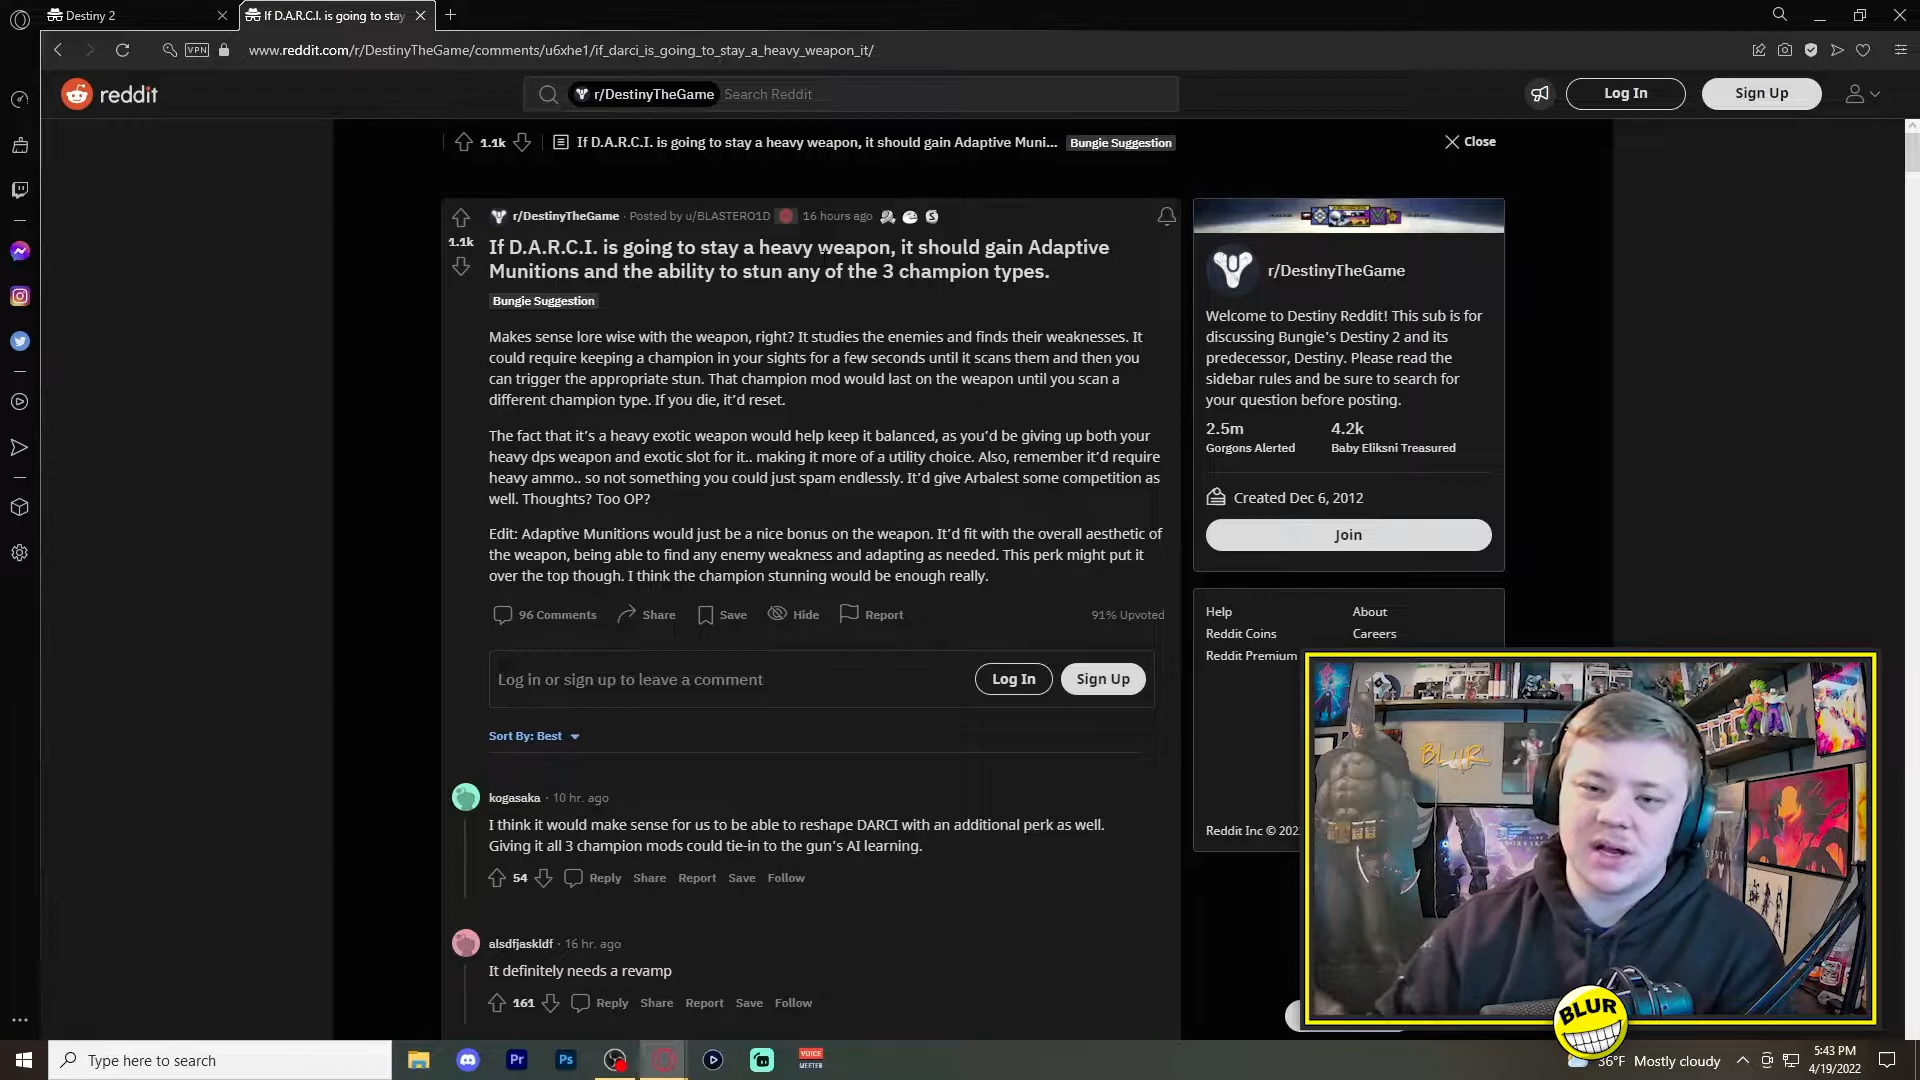 Destiny 2
If D.A.R.C.I. is going to stay
VPN
www.reddit.com/r/DestinyTheGame/comments/u6xhe1/if_darci_is_going_to_stay_a_heavy_weapon_it/
reddit
r/DestinyTheGame Search Reddit
Log In
Sign Up
1.1k
If D.A.R.C.I. is going to stay a heavy weapon, it should gain Adaptive Muni...
Bungie Suggestion
Close
r/DestinyTheGame · Posted by u/BLASTERO1D 16 hours ago
1.1k
If D.A.R.C.I. is going to stay a heavy weapon, it should gain Adaptive
Munitions and the ability to stun any of the 3 champion types.
Bungie Suggestion
Makes sense lore wise with the weapon, right? It studies the enemies and finds their weaknesses. It
could require keeping a champion in your sights for a few seconds until it scans them and then you
can trigger the appropriate stun. That champion mod would last on the weapon until you scan a
different champion type. If you die, it'd reset.
The fact that it's a heavy exotic weapon would help keep it balanced, as you'd be giving up both your
heavy dps weapon and exotic slot for it.. making it more of a utility choice. Also, remember it'd require
heavy ammo.. so not something you could just spam endlessly. It'd give Arbalest some competition as
well. Thoughts? Too OP?
Edit: Adaptive Munitions would just be a nice bonus on the weapon. It'd fit with the overall aesthetic of
the weapon, being able to find any enemy weakness and adapting as needed. This perk might put it
over the top though. I think the champion stunning would be enough really.
96 Comments Share Save Hide Report 91% Upvoted
Log in or sign up to leave a comment
Log In
Sign Up
Sort By: Best
kogasaka · 10 hr. ago
I think it would make sense for us to be able to reshape DARCI with an additional perk as well.
Giving it all 3 champion mods could tie-in to the gun's AI learning.
54 Reply Share Report Save Follow
alsdfjaskldf · 16 hr. ago
It definitely needs a revamp
161 Reply Share Report Save Follow
r/DestinyTheGame
Welcome to Destiny Reddit! This sub is for
discussing Bungie's Destiny 2 and its
predecessor, Destiny. Please read the
sidebar rules and be sure to search for
your question before posting.
2.5m
Gorgons Alerted
4.2k
Baby Eliksni Treasured
Created Dec 6, 2012
Join
Help
About
Reddit Coins
Careers
Reddit Premium
Reddit Inc © 202
BLUR
BLUR
Type here to search
Pr
Ps
VOICE
MEETER
36°F Mostly cloudy
5:43 PM
4/19/2022